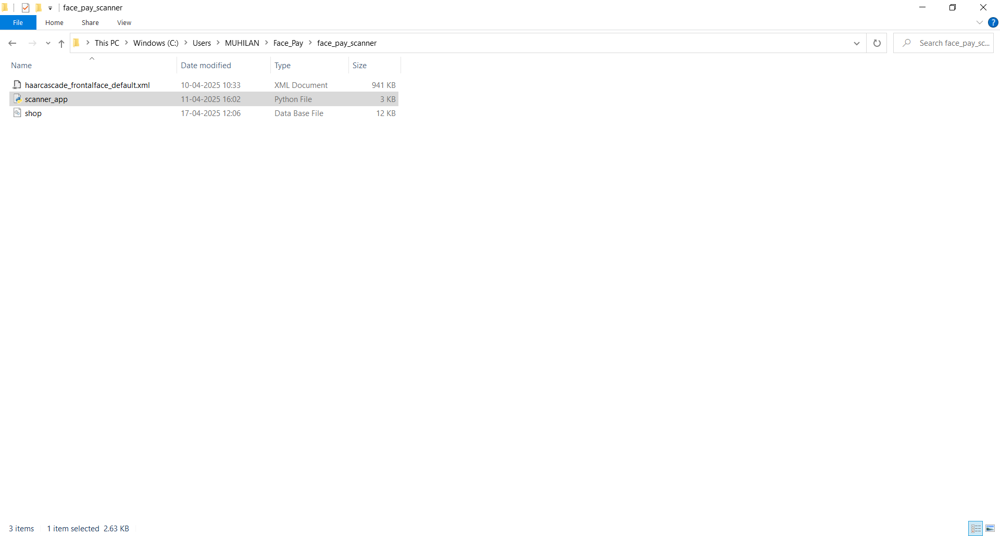 face_pay_scanner
File Home Share View ?
This PC Windows (C:) Users MUHILAN Face_Pay face_pay_scanner Search face_pay_sc...
Name Date modified Type Size
haarcascade_frontalface_default.xml 10-04-2025 10:33 XML Document 941 KB
scanner_app 11-04-2025 16:02 Python File 3 KB
shop 17-04-2025 12:06 Data Base File 12 KB
3 items 1 item selected 2.63 KB